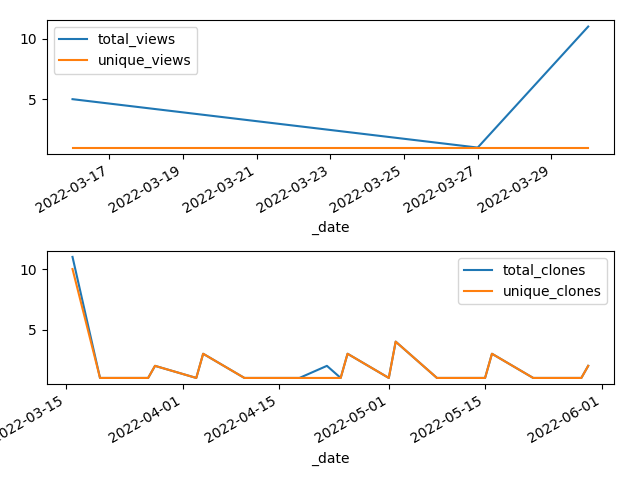 total_views
unique_views
10
5
2022-03-17
2022-03-19
2022-03-21
2022-03-23
2022-03-25
2022-03-27
2022-03-29
_date
total_clones
unique_clones
10
5
2022-03-15
2022-04-01
2022-04-15
2022-05-01
2022-05-15
2022-06-01
_date